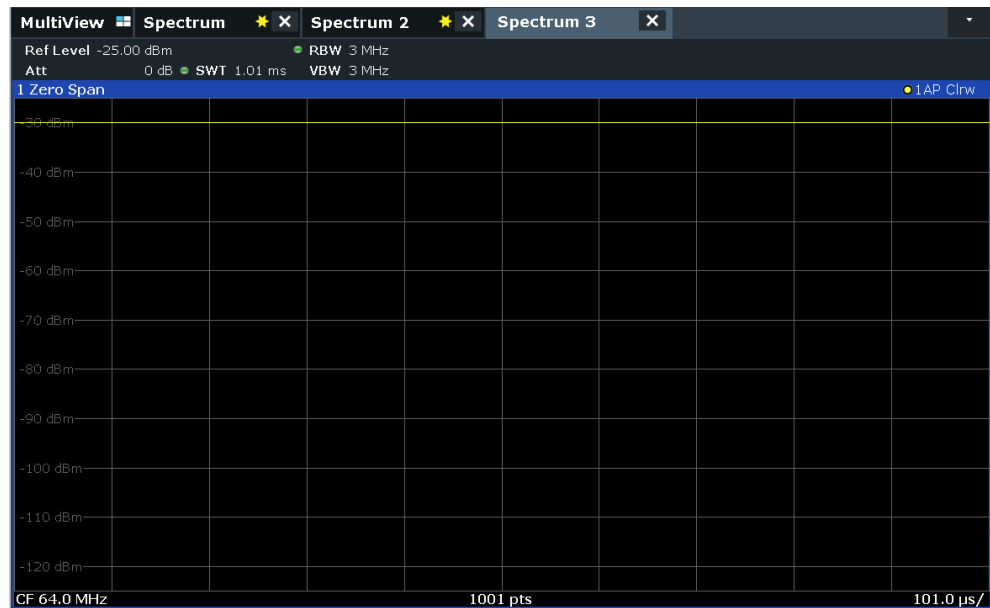 MultiView Spectrum Spectrum 2 Spectrum 3
Ref Level -25.00 dBm RBW 3 MHz
Att 0 dB SWT 1.01 ms VBW 3 MHz
1 Zero Span 1AP Clrw
-30 dBm
-40 dBm
-50 dBm
-60 dBm
-70 dBm
-80 dBm
-90 dBm
-100 dBm
-110 dBm
-120 dBm
CF 64.0 MHz 1001 pts 101.0 µs/